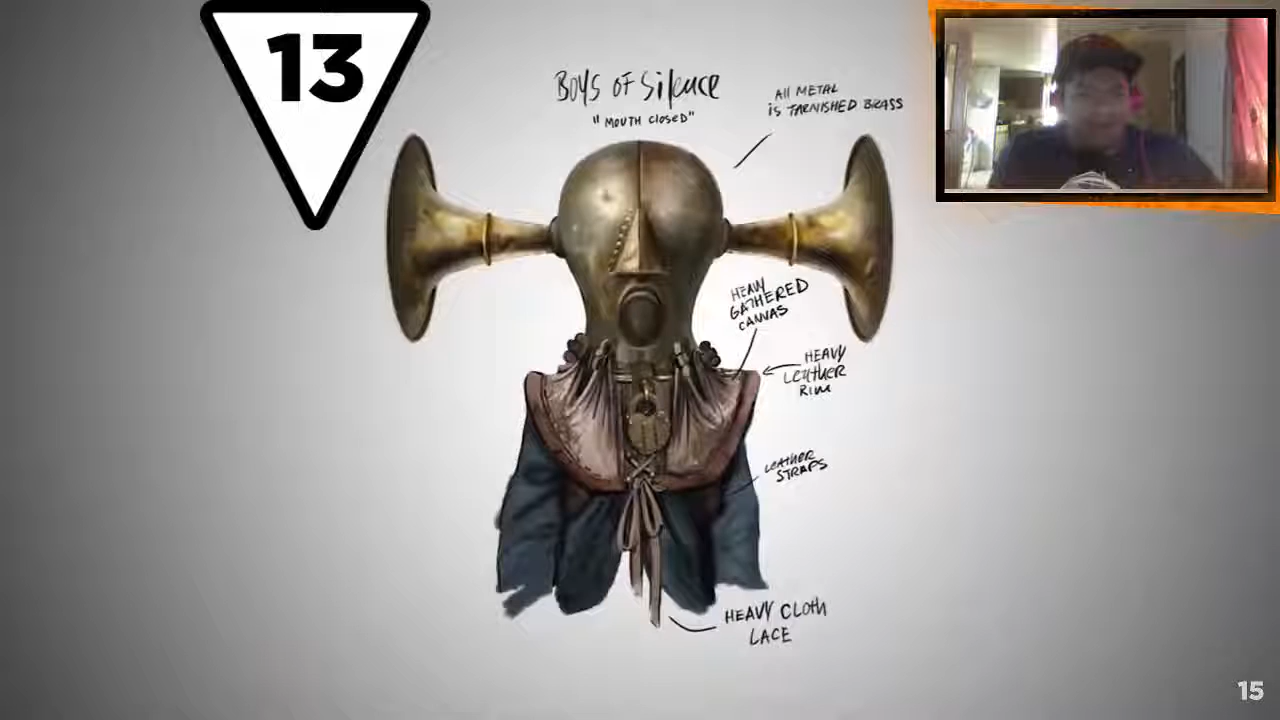 13
BOYS OF SilENCE
"MOUTH CLOSED"
All METAL
iS TARNISHED BRASS
HEAVY
GATHERED
CANVAS
HEAVY
LEATHER
RIM
LEATHER
STRAPS
HEAVY CLOTH
LACE
15